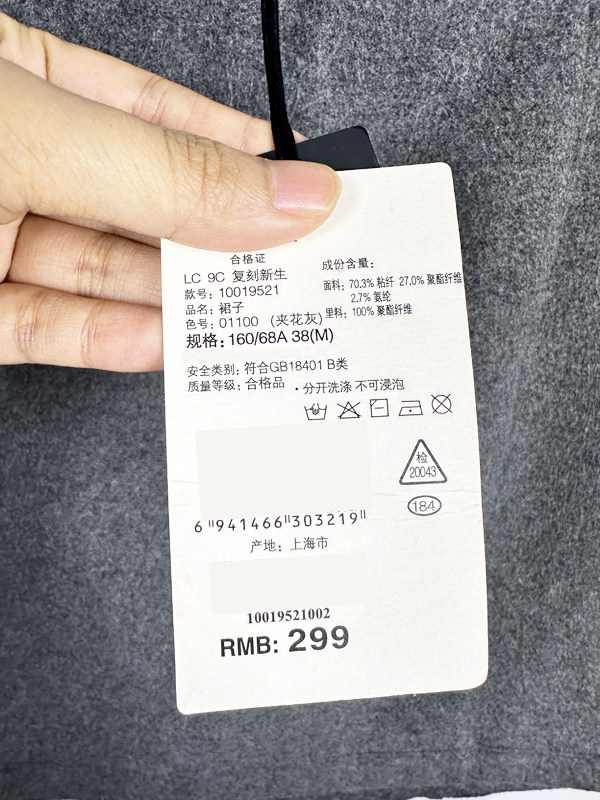 合格证
LC 9C 复刻新生
款号: 10019521
品名: 裙子
色号: 01100 (夹花灰)
规格: 160/68A 38(M)
成份含量:
面料: 70.3% 粘纤 27.0% 聚酯纤维
2.7% 氨纶
里料: 100% 聚酯纤维
安全类别: 符合GB18401 B类
质量等级: 合格品
·分开洗涤 不可浸泡
检
20043
184
6 941466 303219
产地: 上海市
10019521002
RMB: 299